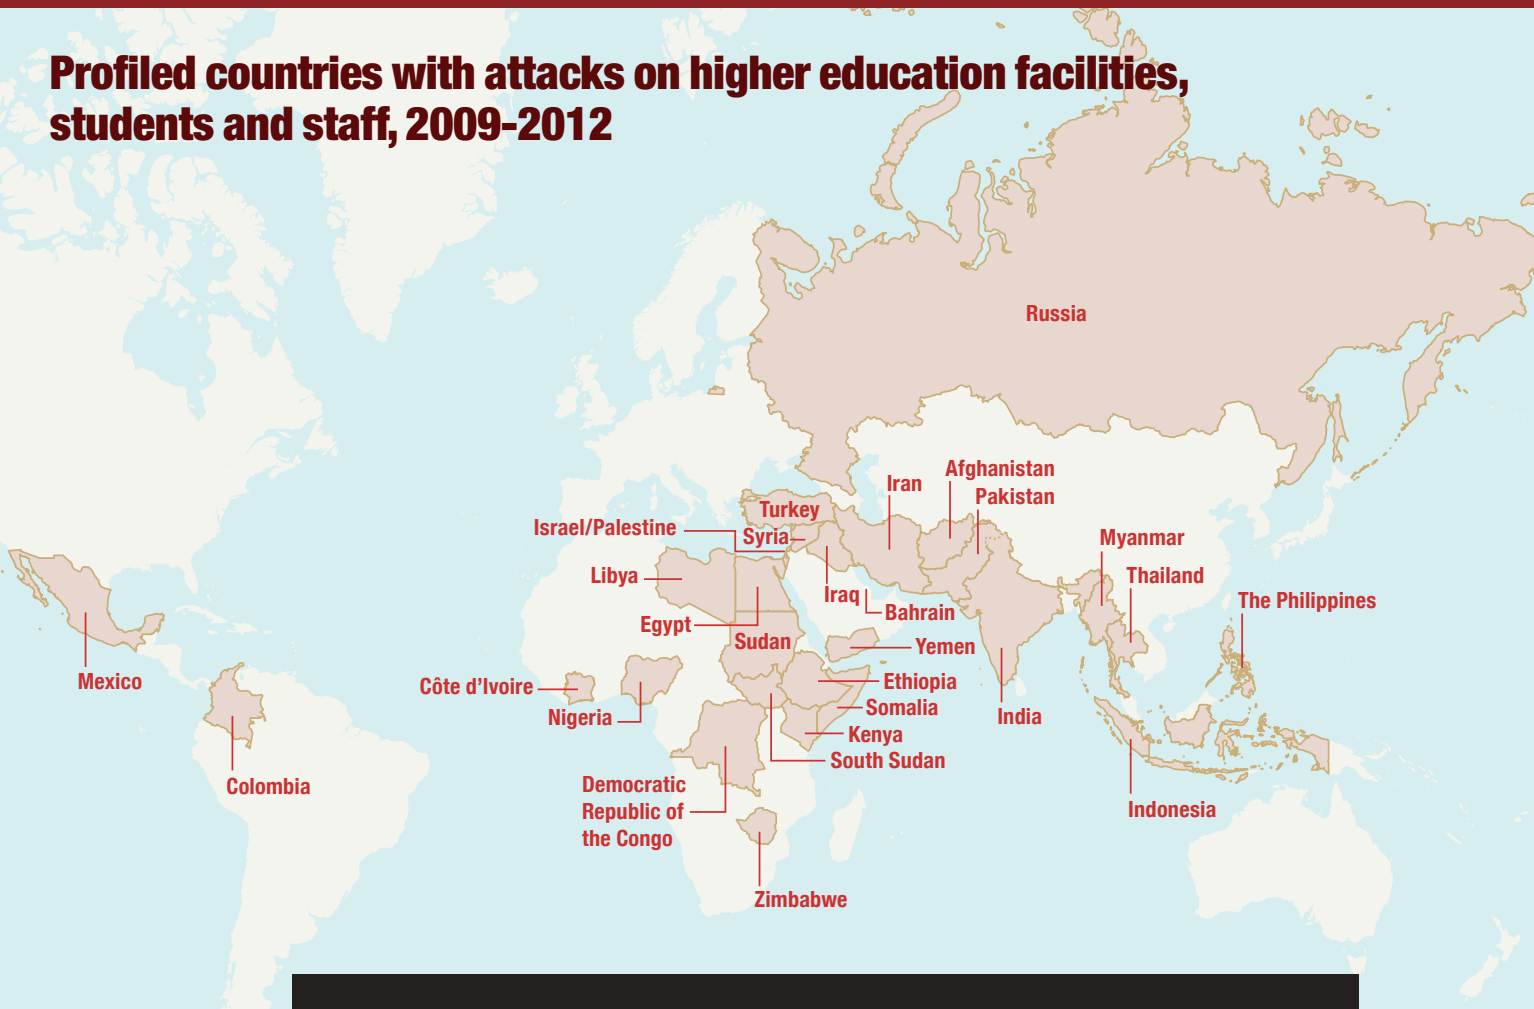 Profiled countries with attacks on higher education facilities,
students and staff, 2009-2012
Russia
Afghanistan
Iran
Pakistan
Turkey
Israel/Palestine
Syria
Myanmar
Libya
Thailand
Iraq
The Philippines
Bahrain
Egypt
Sudan
Yemen
Mexico
Ethiopia
Côte d’Ivoire
Somalia
Nigeria
India
Kenya
South Sudan
Colombia
Democratic
Republic of
the Congo
Indonesia
Zimbabwe